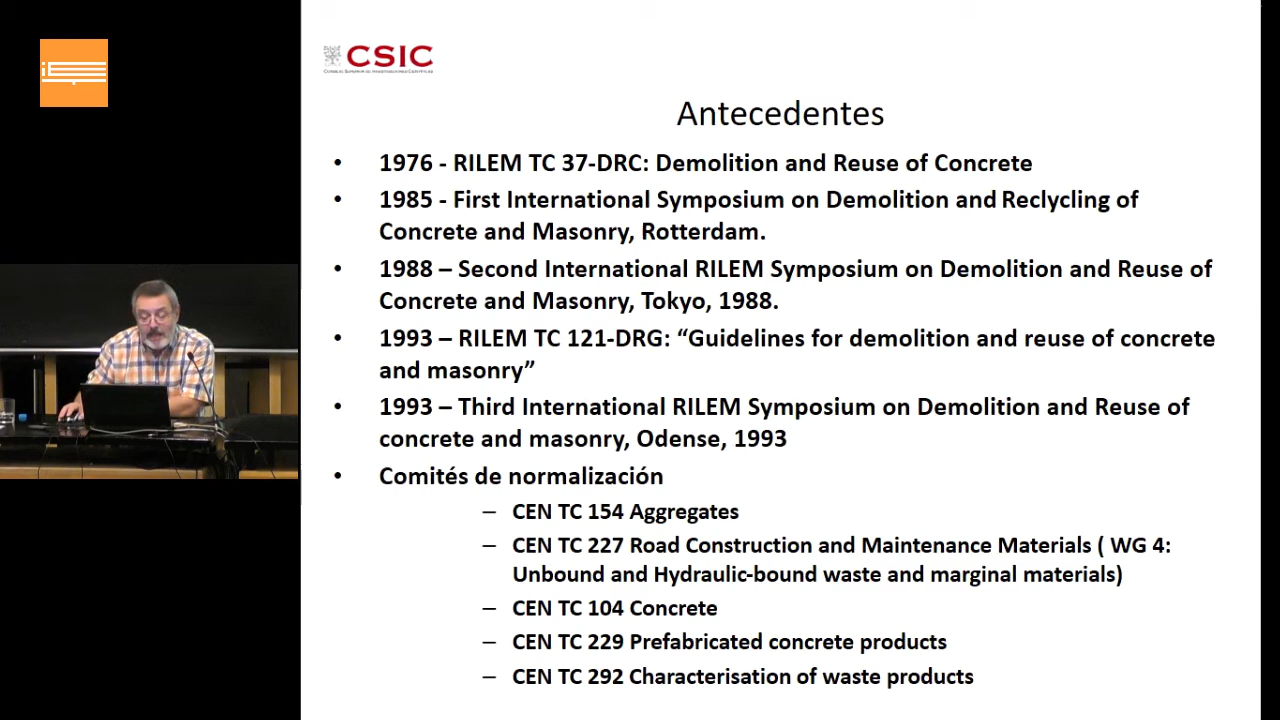 CSIC
CONSEJO SUPERIOR DE INVESTIGACIONES CIENTÍFICAS
Antecedentes
• 1976 - RILEM TC 37-DRC: Demolition and Reuse of Concrete
• 1985 - First International Symposium on Demolition and Reclycling of
Concrete and Masonry, Rotterdam.
• 1988 – Second International RILEM Symposium on Demolition and Reuse of
Concrete and Masonry, Tokyo, 1988.
• 1993 – RILEM TC 121-DRG: “Guidelines for demolition and reuse of concrete
and masonry”
• 1993 – Third International RILEM Symposium on Demolition and Reuse of
concrete and masonry, Odense, 1993
• Comités de normalización
– CEN TC 154 Aggregates
– CEN TC 227 Road Construction and Maintenance Materials ( WG 4:
Unbound and Hydraulic-bound waste and marginal materials)
– CEN TC 104 Concrete
– CEN TC 229 Prefabricated concrete products
– CEN TC 292 Characterisation of waste products